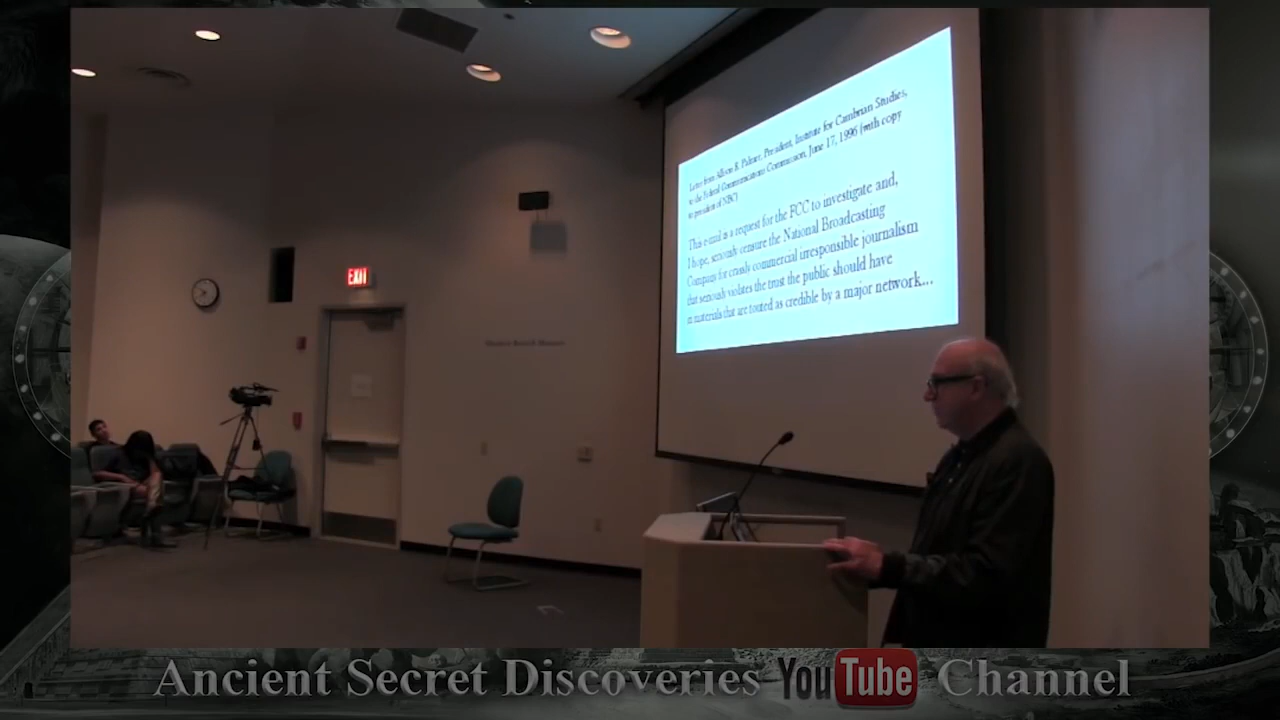 Letter from Allison R. Palmer, President, Institute for Cambrian Studies,
to the Federal Communications Commission, June 17, 1996 (with copy
to president of NBC)
This e-mail is a request for the FCC to investigate and,
I hope, seriously censure the National Broadcasting
Company for crassly commercial irresponsible journalism
that seriously violates the trust the public should have
in materials that are touted as credible by a major network...
EXIT
Ancient Secret Discoveries YouTube Channel